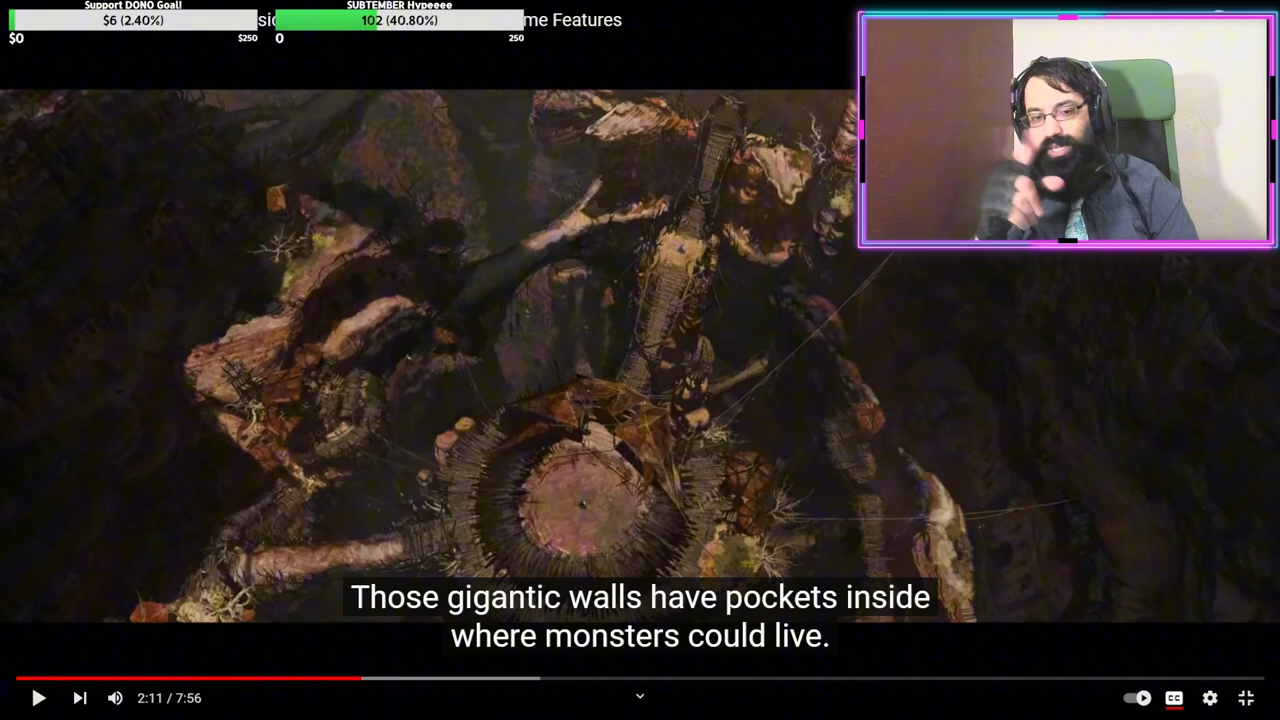 Support DONO Goal!
$6 (2.40%)
$0 $250
SUBTEMBER Hypeeee
102 (40.80%)
0 250
me Features
Those gigantic walls have pockets inside
where monsters could live.
2:11 / 7:56
CC